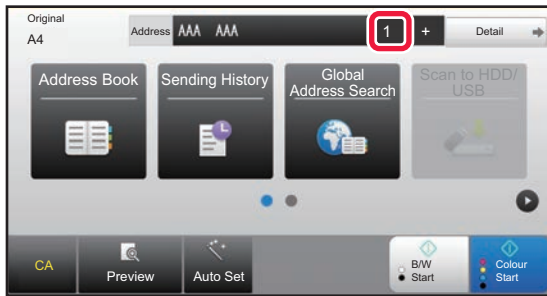 Original
A4
Address AAA AAA 1 + Detail
Address Book
Sending History
Global
Address Search
Scan to HDD/
USB
CA
Preview
Auto Set
B/W
Start
Colour
Start